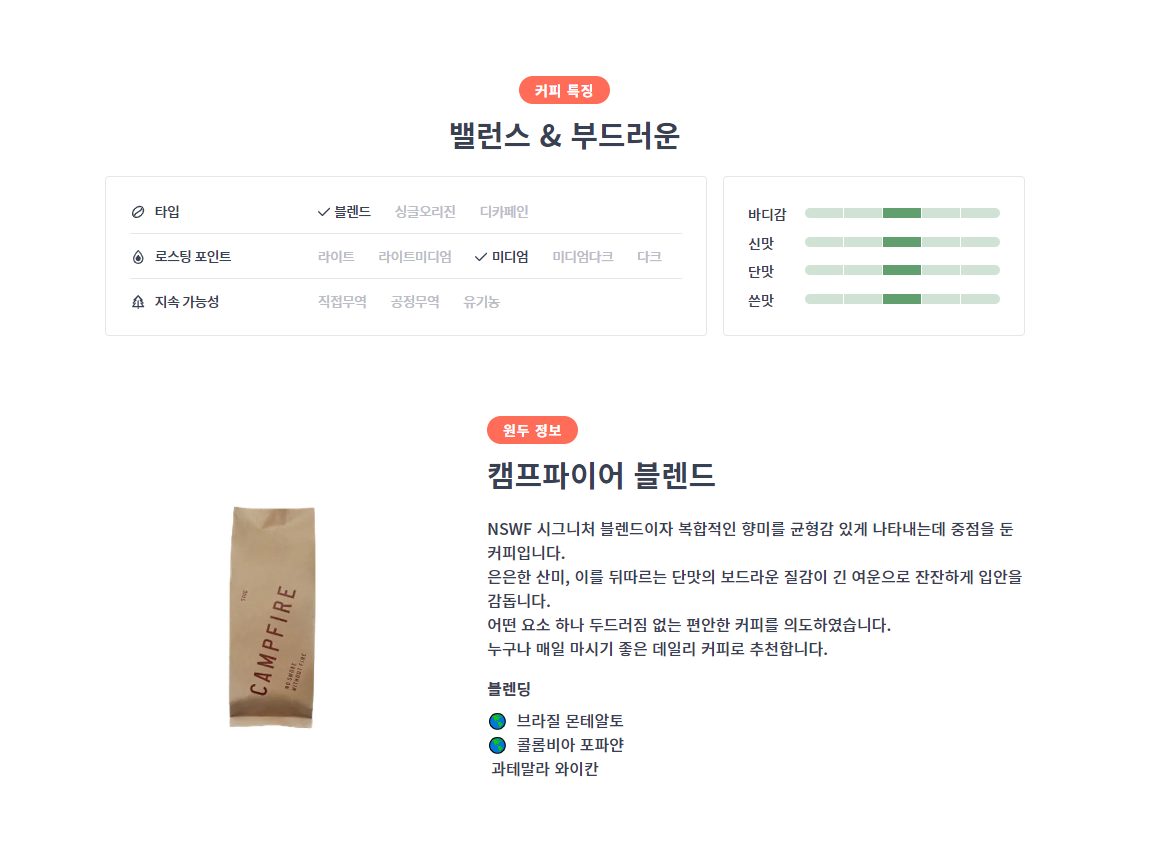 커피 특징
밸런스 & 부드러운
타입 블렌드 싱글오리진 디카페인
로스팅 포인트 라이트 라이트미디엄 미디엄 미디엄다크 다크
지속 가능성 직접무역 공정무역 유기농
바디감
신맛
단맛
쓴맛
원두 정보
캠프파이어 블렌드
NSWF 시그니처 블렌드이자 복합적인 향미를 균형감 있게 나타내는데 중점을 둔
커피입니다.
은은한 산미, 이를 뒤따르는 단맛의 보드라운 질감이 긴 여운으로 잔잔하게 입안을
감돕니다.
어떤 요소 하나 두드러짐 없는 편안한 커피를 의도하였습니다.
누구나 매일 마시기 좋은 데일리 커피로 추천합니다.
블렌딩
브라질 몬테알토
콜롬비아 포파얀
과테말라 와이칸
CAMPFIRE
NO SMOKE
WITHOUT FIRE